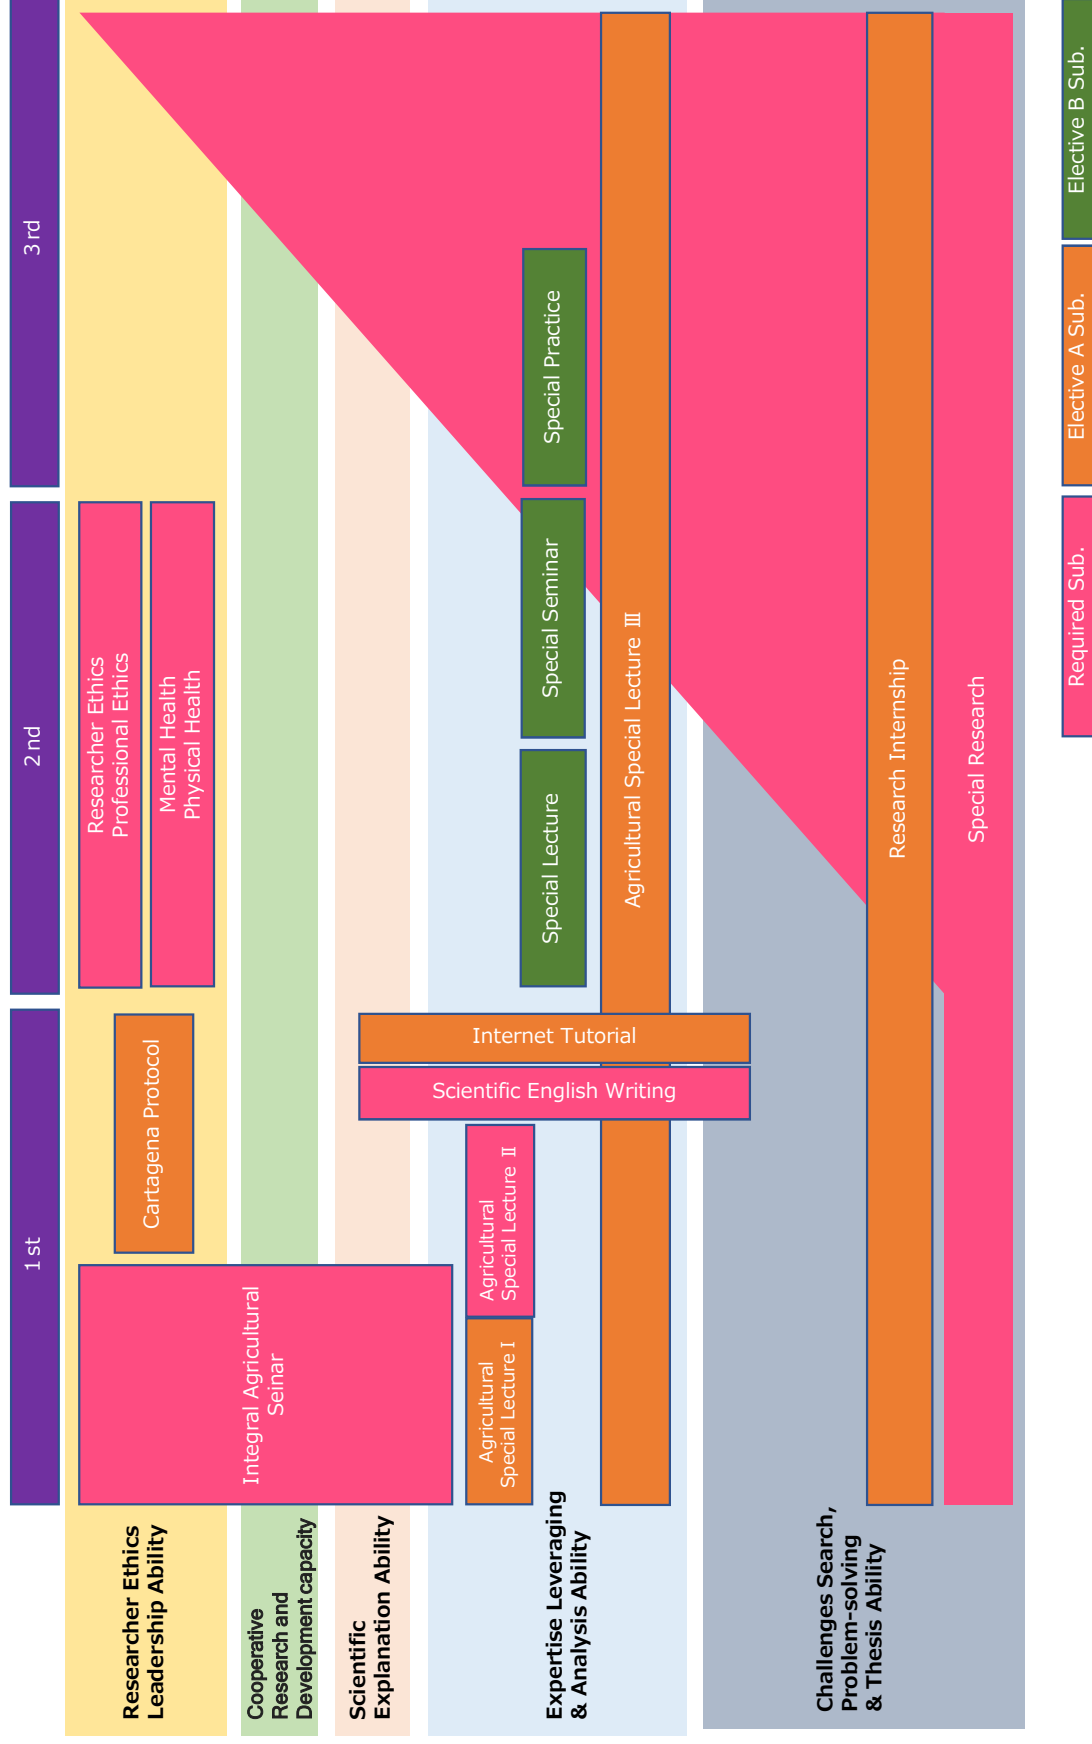 1st
2nd
3rd
Researcher Ethics
Leadership Ability
Researcher Ethics
Professional Ethics
Mental Health
Physical Health
Cartagena Protocol
Integral Agricultural
Seinar
Cooperative
Research and
Development capacity
Scientific
Explanation Ability
Internet Tutorial
Scientific English Writing
Expertise Leveraging
& Analysis Ability
Agricultural
Special Lecture Ⅰ
Agricultural
Special Lecture Ⅱ
Special Lecture
Special Seminar
Special Practice
Agricultural Special Lecture Ⅲ
Challenges Search,
Problem-solving
& Thesis Ability
Research Internship
Special Research
Required Sub.
Elective A Sub.
Elective B Sub.